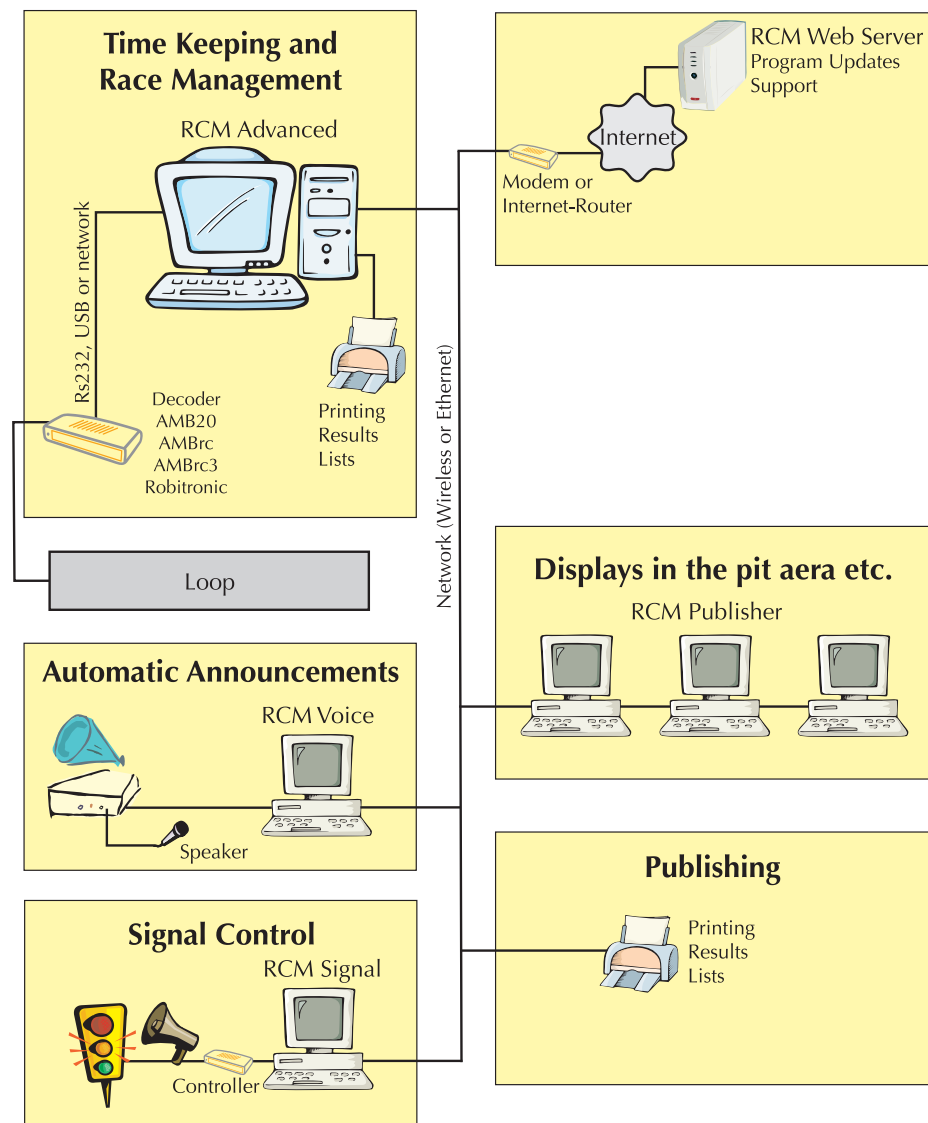 Time Keeping and
Race Management
RCM Advanced
Rs232, USB or network
Decoder
AMB20
AMBrc
AMBrc3
Robitronic
Printing
Results
Lists
Loop
Network (Wireless or Ethernet)
RCM Web Server
Program Updates
Support
Internet
Modem or
Internet-Router
Displays in the pit aera etc.
RCM Publisher
Automatic Announcements
RCM Voice
Speaker
Publishing
Printing
Results
Lists
Signal Control
RCM Signal
Controller